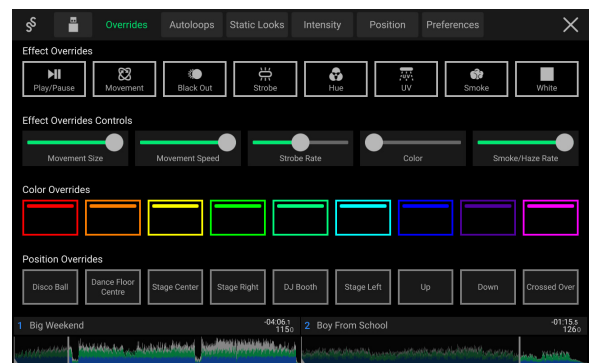 Overrides Autoloops Static Looks Intensity Position Preferences
Effect Overrides
Play/Pause Movement Black Out Strobe Hue UV Smoke White
Effect Overrides Controls
Movement Size Movement Speed Strobe Rate Color Smoke/Haze Rate
Color Overrides
Position Overrides
Disco Ball Dance Floor Centre Stage Center Stage Right DJ Booth Stage Left Up Down Crossed Over
1 Big Weekend -04:06.1 2 Boy From School -01:15.5
115.0 126.0